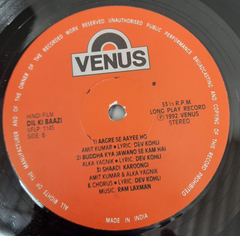 ALL RIGHTS OF THE MANUFACTURER AND OF THE OWNER OF THE RECORDED WORK RESERVED UNAUTHORISED PUBLIC PERFORMANCE BROADCASTING AND COPYING OF THIS RECORD PROHIBITED
VENUS
HINDI FILM
DIL KI BAAZI
VFLP 1145
SIDE B
33⅓ R.P.M.
LONG PLAY RECORD
℗ 1992 VENUS
STEREO
1) AAGRE SE AAYEE HO
AMIT KUMAR • LYRIC: DEV KOHLI
2) BUDDHA KYA JAWANO SE KAM HAI
ALKA YAGNIK • LYRIC: DEV KOHLI
3) SHAADI KAROONGI
AMIT KUMAR & ALKA YAGNIK
& CHORUS • LYRIC: DEV KOHLI
MUSIC: RAM LAXMAN
MADE IN INDIA